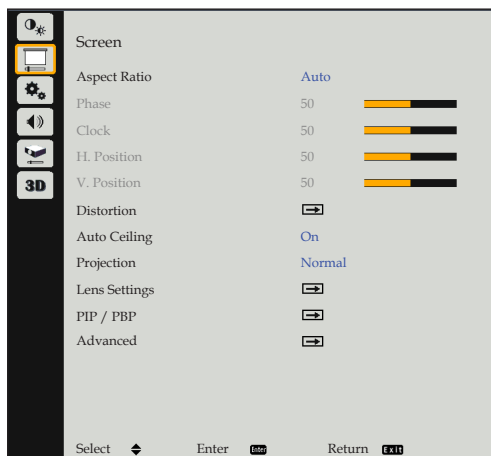 Screen
Aspect Ratio Auto
Phase 50
Clock 50
H. Position 50
V. Position 50
3D
Distortion
Auto Ceiling On
Projection Normal
Lens Settings
PIP / PBP
Advanced
Select Enter Enter Return Exit